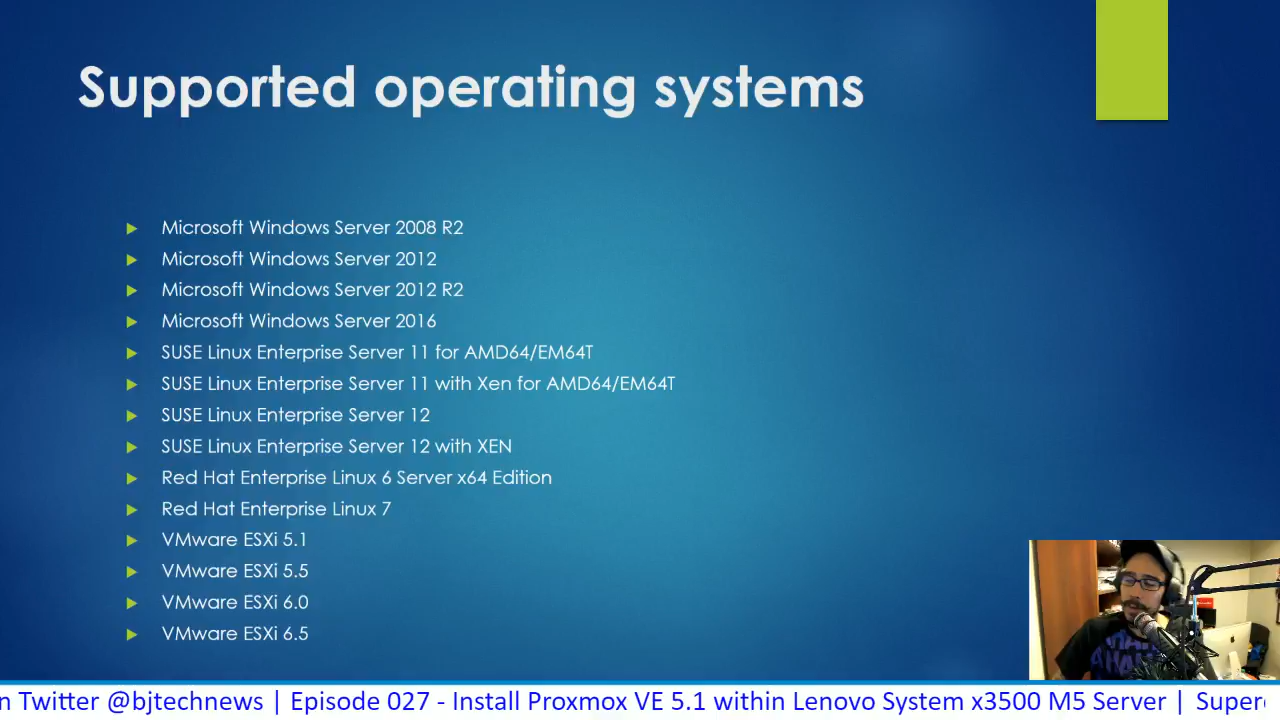 Supported operating systems
Microsoft Windows Server 2008 R2
Microsoft Windows Server 2012
Microsoft Windows Server 2012 R2
Microsoft Windows Server 2016
SUSE Linux Enterprise Server 11 for AMD64/EM64T
SUSE Linux Enterprise Server 11 with Xen for AMD64/EM64T
SUSE Linux Enterprise Server 12
SUSE Linux Enterprise Server 12 with XEN
Red Hat Enterprise Linux 6 Server x64 Edition
Red Hat Enterprise Linux 7
VMware ESXi 5.1
VMware ESXi 5.5
VMware ESXi 6.0
VMware ESXi 6.5
n Twitter @bjtechnews | Episode 027 - Install Proxmox VE 5.1 within Lenovo System x3500 M5 Server |